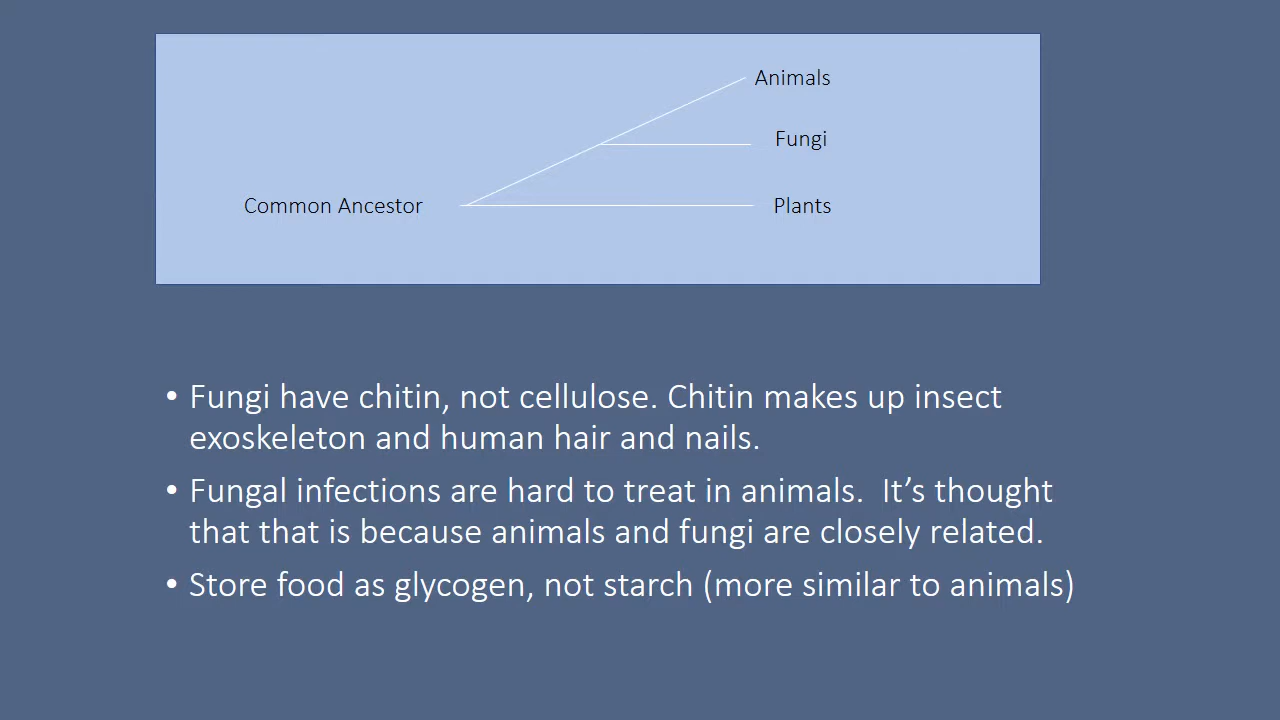 Animals
Fungi
Common Ancestor
Plants
• Fungi have chitin, not cellulose. Chitin makes up insect
exoskeleton and human hair and nails.
• Fungal infections are hard to treat in animals.  It’s thought
that that is because animals and fungi are closely related.
• Store food as glycogen, not starch (more similar to animals)